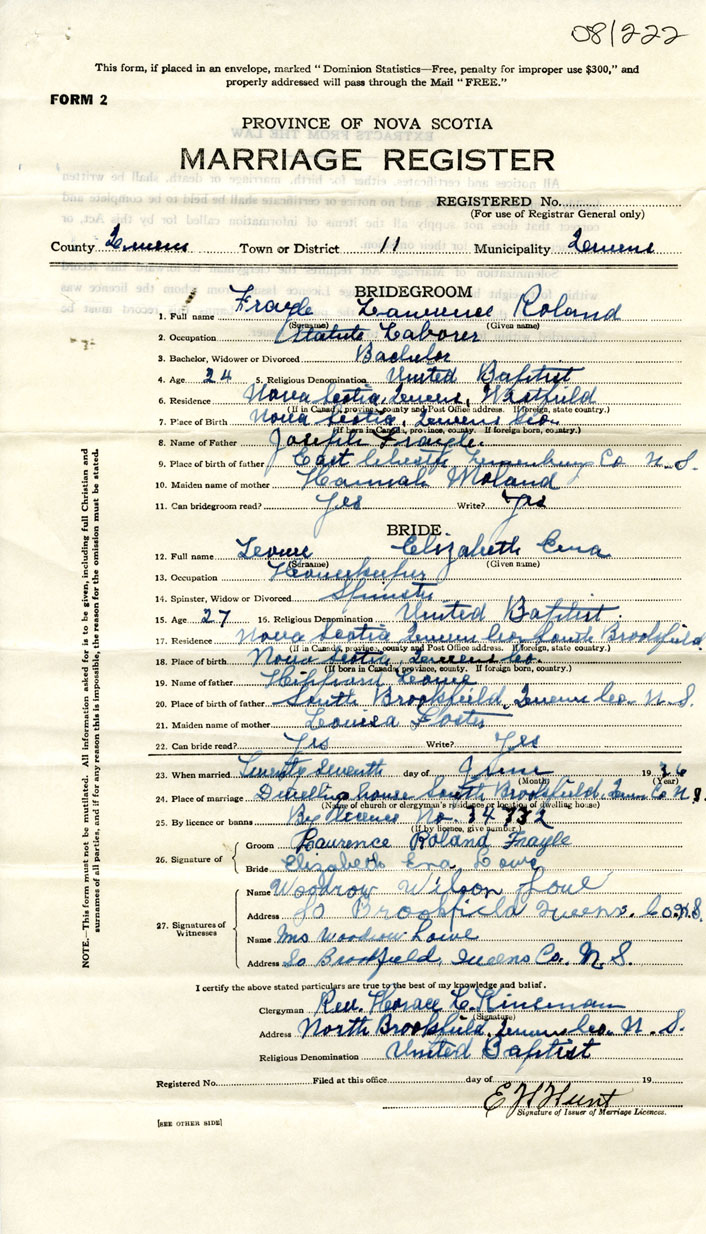 08/222
This form, if placed in an envelope, marked "Dominion Statistics—Free, penalty for improper use $300," and
properly addressed will pass through the Mail "FREE."
FORM 2
PROVINCE OF NOVA SCOTIA
MARRIAGE REGISTER
REGISTERED No.
(For use of Registrar General only)
County Queens Town or District 11 Municipality Queens
BRIDEGROOM
1. Full name Frayle Lawrence Roland
(Surname) (Given name)
2. Occupation Statute Laborer
3. Bachelor, Widower or Divorced Bachelor
4. Age 24 5. Religious Denomination United Baptist
6. Residence Nova Scotia, Queens, Westfield
(If in Canada, province, county and Post Office address. If foreign, state country.)
7. Place of Birth Nova Scotia, Queens Co.
(If born in Canada, province, county. If foreign born, country.)
8. Name of Father Joseph Frayle.
9. Place of birth of father East Lunenburg Co N.S.
10. Maiden name of mother Hannah Moland
11. Can bridegroom read? Yes Write? Yes
BRIDE
12. Full name Lowe Elizabeth Ena
(Surname) (Given name)
13. Occupation Housekeeper
14. Spinster, Widow or Divorced Spinster
15. Age 27 16. Religious Denomination United Baptist.
17. Residence Nova Scotia Queens Co South Brookfield
(If in Canada, province, county and Post Office address. If foreign, state country.)
18. Place of birth Nova Scotia, Queens Co.
(If born in Canada, province, county. If foreign born, country.)
19. Name of father Lowe
20. Place of birth of father South Brookfield, Queens Co. N.S.
21. Maiden name of mother Louisa Foster
22. Can bride read? Yes Write? Yes
23. When married Twenty Seventh day of June 1936
(Month) (Year)
24. Place of marriage Dwelling house South Brookfield, Queens Co N.S.
(Name of church or clergyman's residence or location of dwelling house)
25. By licence or banns By Licence No. 34772
(If by licence, give number.)
26. Signature of
Groom Laurence Roland Frayle
Bride Elizabeth Ena Lowe
27. Signatures of Witnesses
Name Woodrow Wilson Lowe
Address So Brookfield Queens. Co. N.S.
Name Mrs Woodrow Lowe
Address So Brookfield, Queens Co. N.S.
I certify the above stated particulars are true to the best of my knowledge and belief.
Clergyman Rev. Horace L. Kinsman
(Signature)
Address North Brookfield, Queens Co. N.S.
Religious Denomination United Baptist
Registered No. Filed at this office day of 19
E H Hunt
Signature of Issuer of Marriage Licences.
[SEE OTHER SIDE]
NOTE.—This form must not be mutilated. All information asked for is to be given, including full Christian and
surnames of all parties, and if for any reason this is impossible, the reason for the omission must be stated.